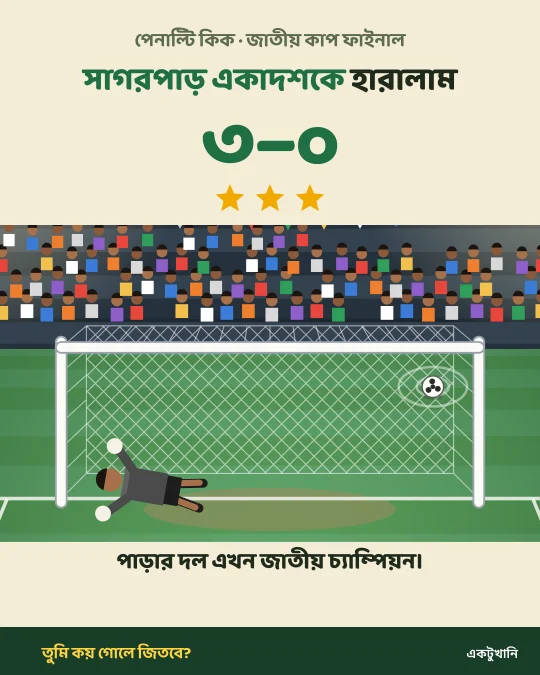 পেনাল্টি কিক · জাতীয় কাপ ফাইনাল
সাগরপাড় একাদশকে হারালাম
৩–০
পাড়ার দল এখন জাতীয় চ্যাম্পিয়ন।
তুমি কয় গোলে জিতবে?
একটুখানি